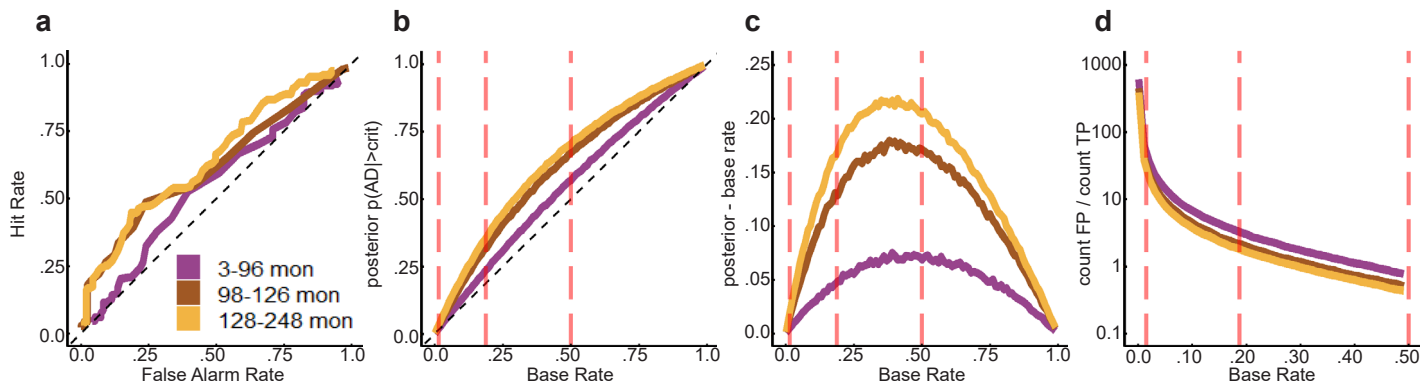 a
Hit Rate
1.0
.75
.50
.25
0.0
0.0 .25 .50 .75 1.0
False Alarm Rate
3-96 mon
98-126 mon
128-248 mon
b
posterior p(AD|>crit)
1.0
.75
.50
.25
0.0
0.0 .25 .50 .75 1.0
Base Rate
c
posterior - base rate
.25
.20
.15
.10
.05
0.0
0.0 .25 .50 .75 1.0
Base Rate
d
count FP / count TP
1000
100
10
1
0.1
0.0 .10 .20 .30 .40 .50
Base Rate